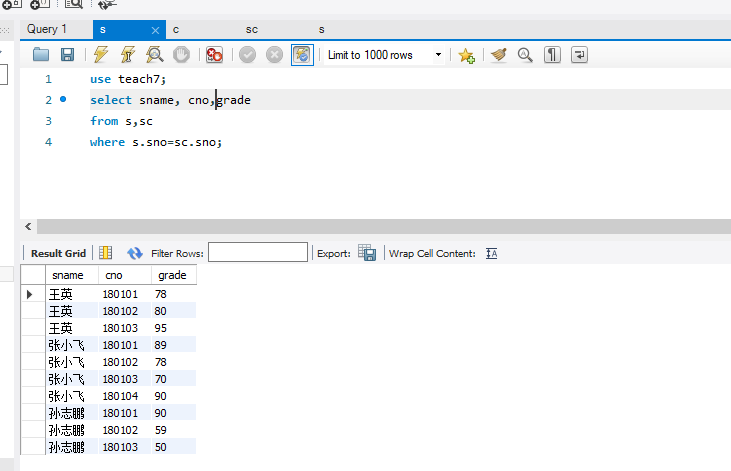 Query 1 s c sc s
Limit to 1000 rows
1 use teach7;
2 select sname, cno,grade
3 from s,sc
4 where s.sno=sc.sno;
Result Grid Filter Rows: Export: Wrap Cell Content:
sname cno grade
王英 180101 78
王英 180102 80
王英 180103 95
张小飞 180101 89
张小飞 180102 78
张小飞 180103 70
张小飞 180104 90
孙志鹏 180101 90
孙志鹏 180102 59
孙志鹏 180103 50